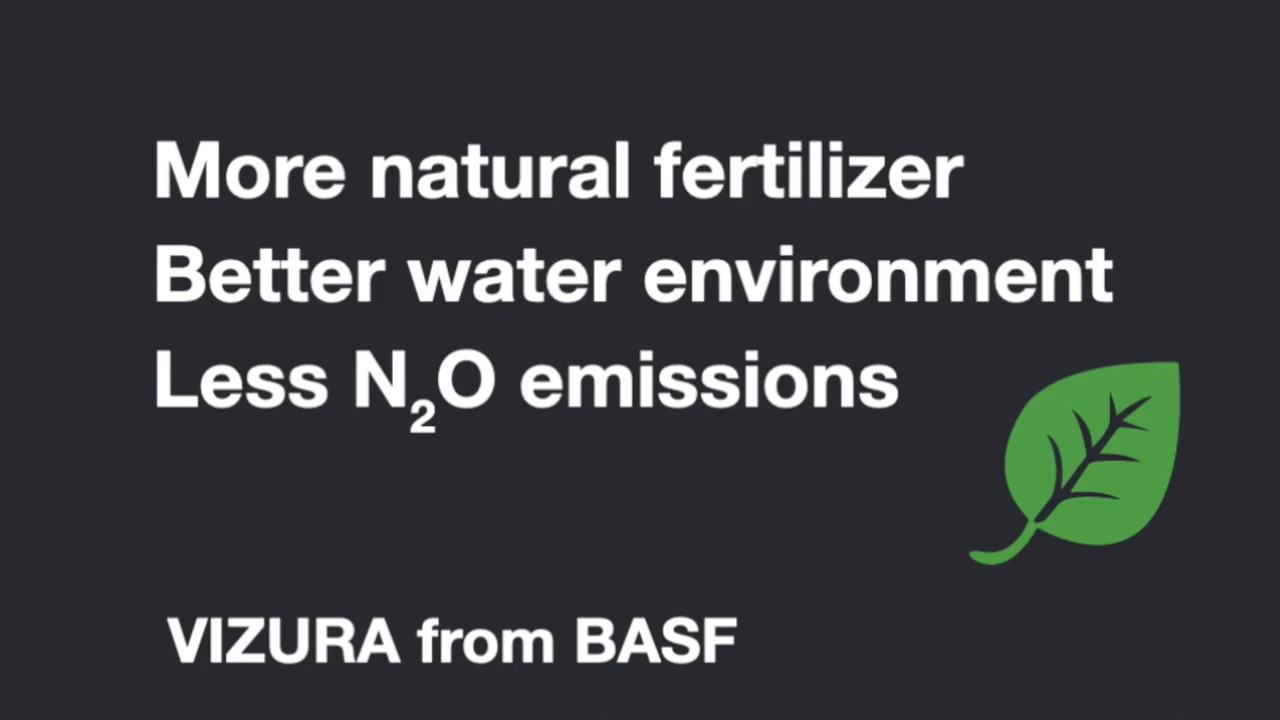 More natural fertilizer
Better water environment
Less N₂O emissions
VIZURA from BASF